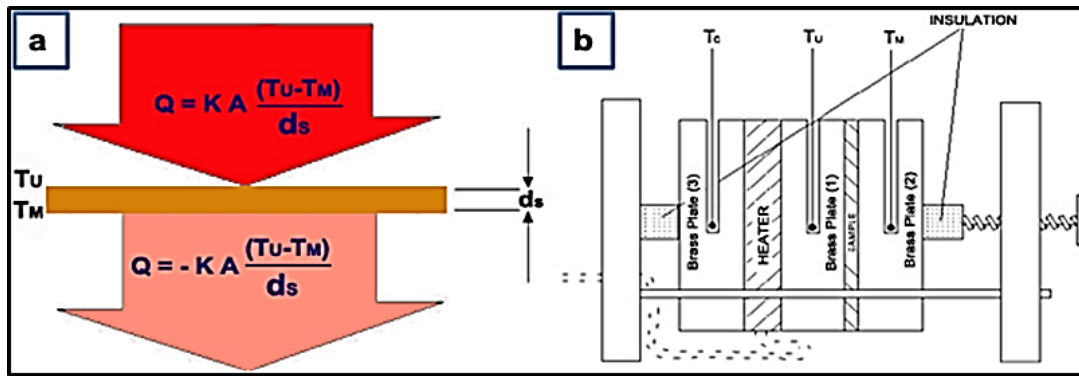 a
Q = K A (TU-TM)
ds
TU
TM
ds
Q = - K A (TU-TM)
ds
b
INSULATION
TC
TU
TM
Brass Plate (3)
HEATER
Brass Plate (1)
SAMPLE
Brass Plate (2)